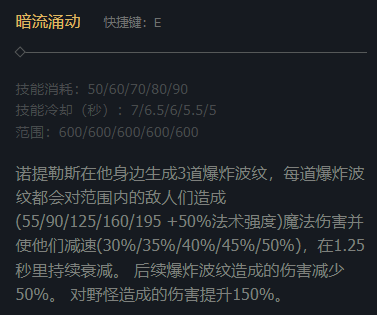 暗流涌动 快捷键：E
技能消耗：50/60/70/80/90
技能冷却（秒）：7/6.5/6/5.5/5
范围：600/600/600/600/600
诺提勒斯在他身边生成3道爆炸波纹，每道爆炸波
纹都会对范围内的敌人们造成
(55/90/125/160/195 +50%法术强度)魔法伤害并
使他们减速(30%/35%/40%/45%/50%)，在1.25
秒里持续衰减。 后续爆炸波纹造成的伤害减少
50%。 对野怪造成的伤害提升150%。